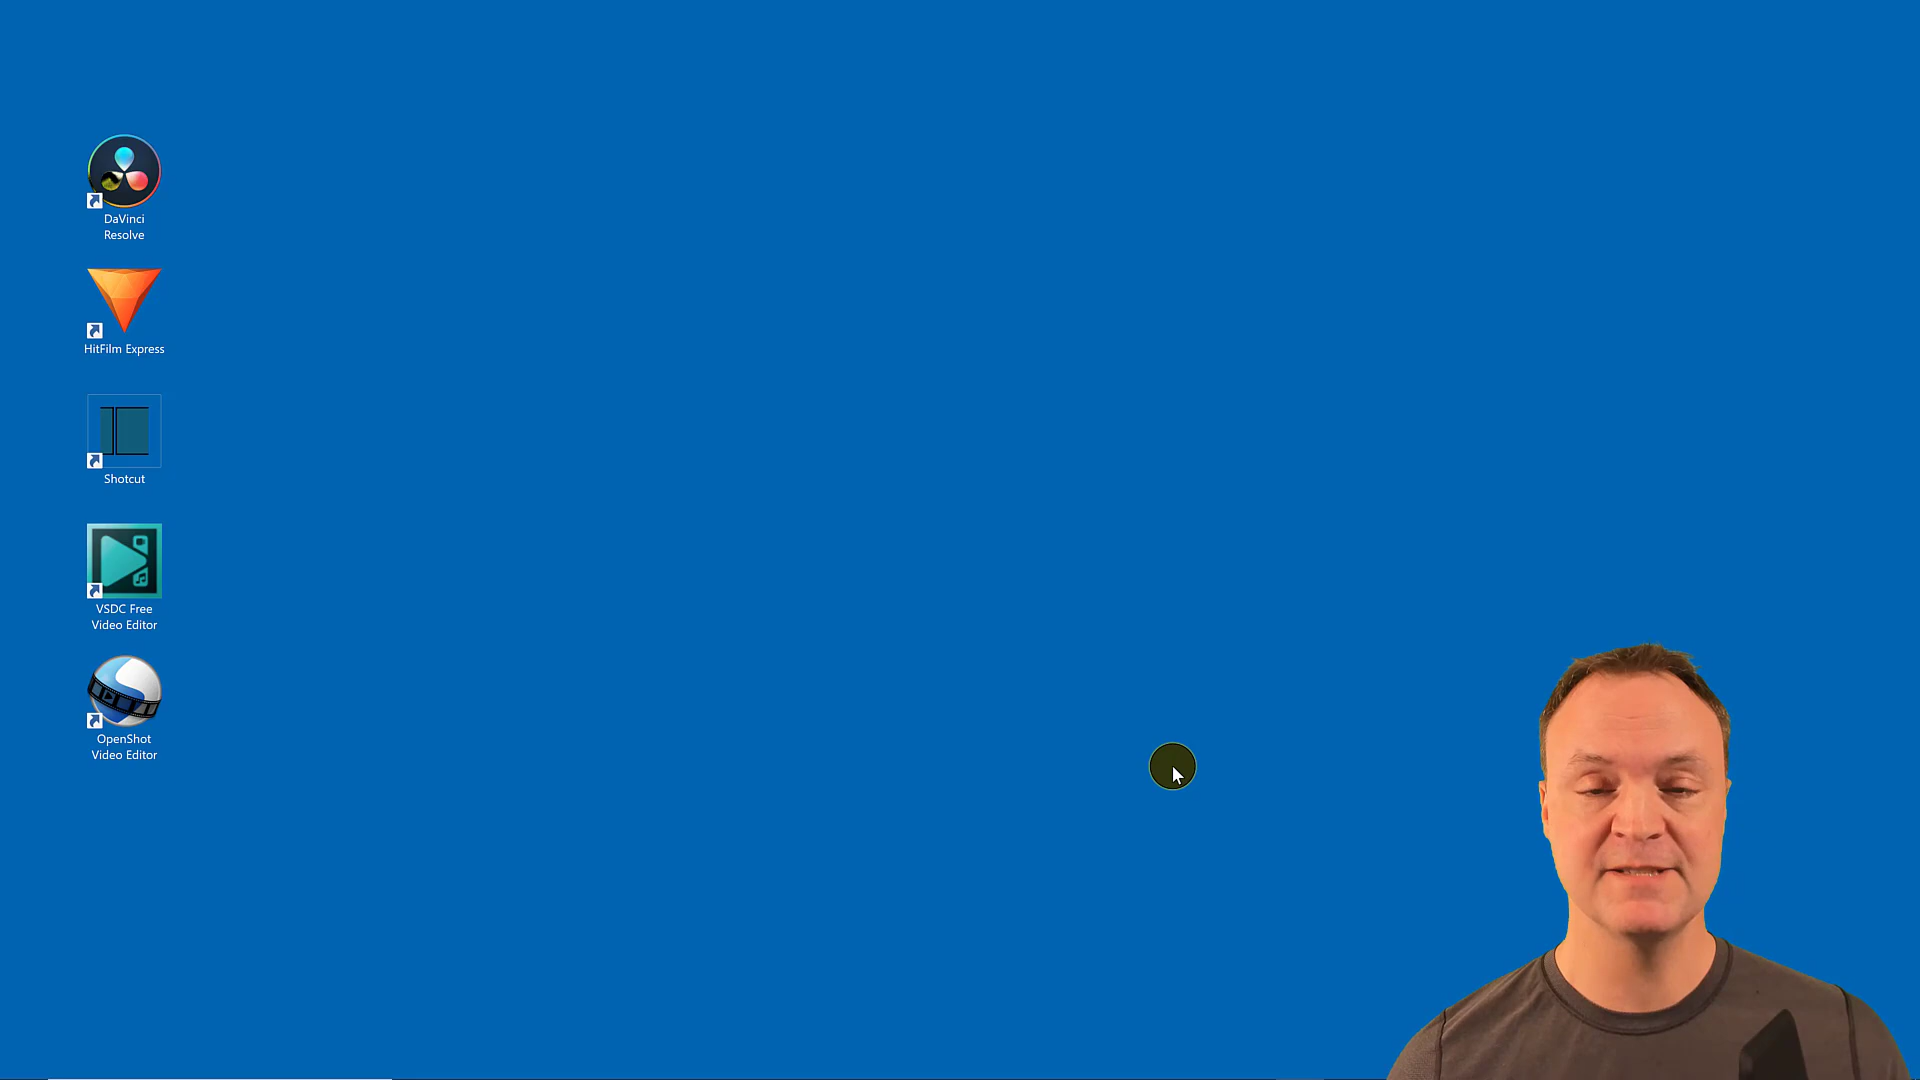 DaVinci
Resolve
HitFilm Express
Shotcut
VSDC Free
Video Editor
OpenShot
Video Editor